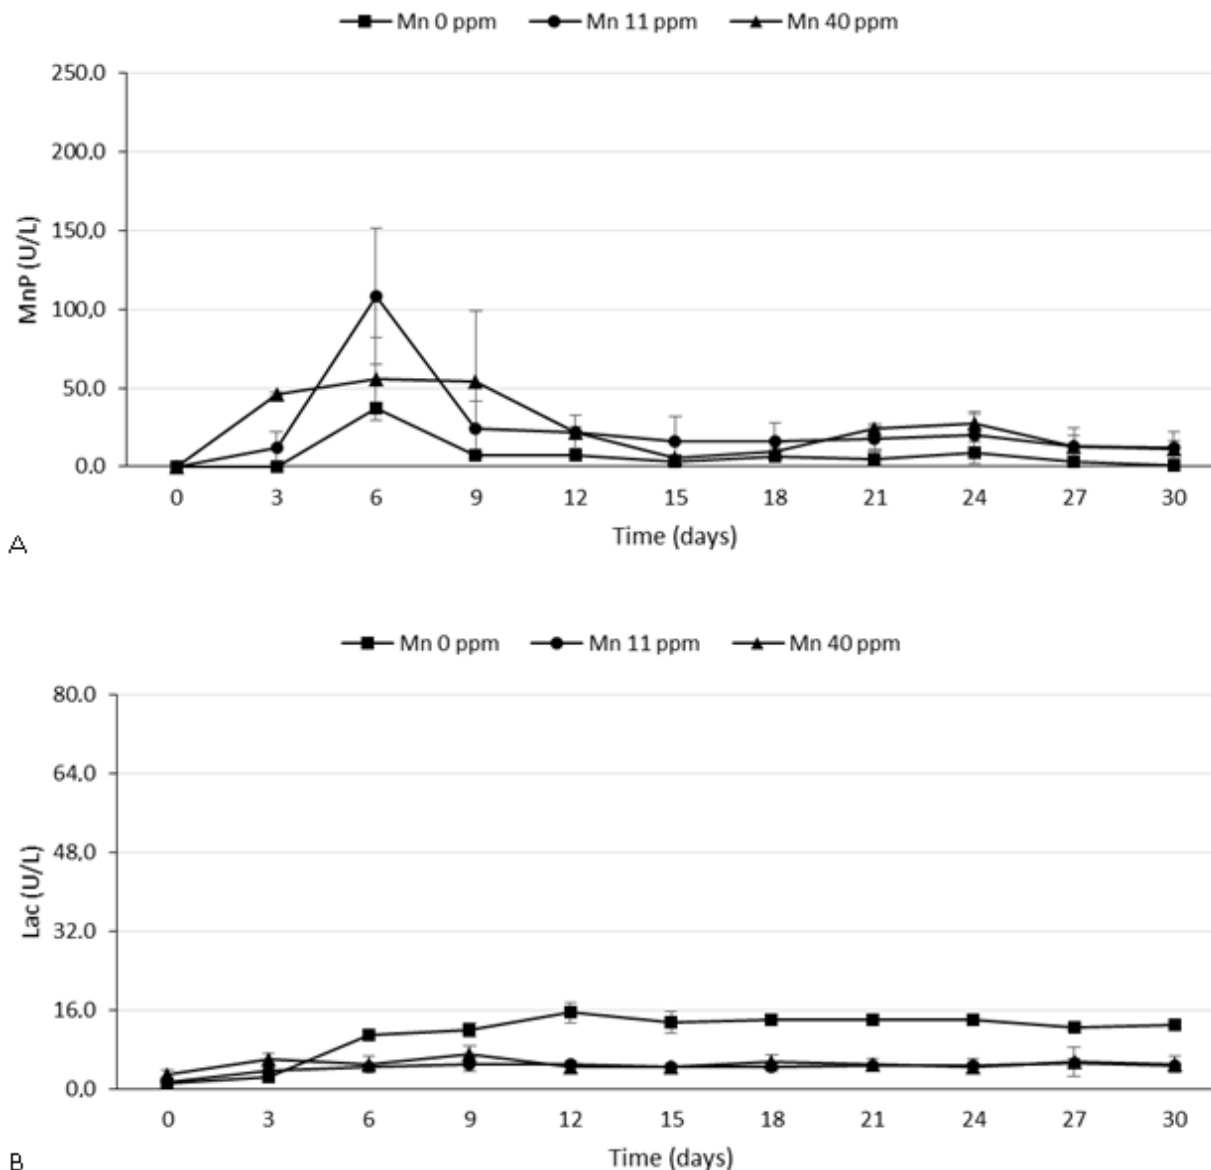 Mn 0 ppm Mn 11 ppm Mn 40 ppm
250.0
200.0
150.0
100.0
50.0
0.0
MnP (U/L)
0 3 6 9 12 15 18 21 24 27 30
Time (days)
A
Mn 0 ppm Mn 11 ppm Mn 40 ppm
80.0
64.0
48.0
32.0
16.0
0.0
Lac (U/L)
0 3 6 9 12 15 18 21 24 27 30
Time (days)
B